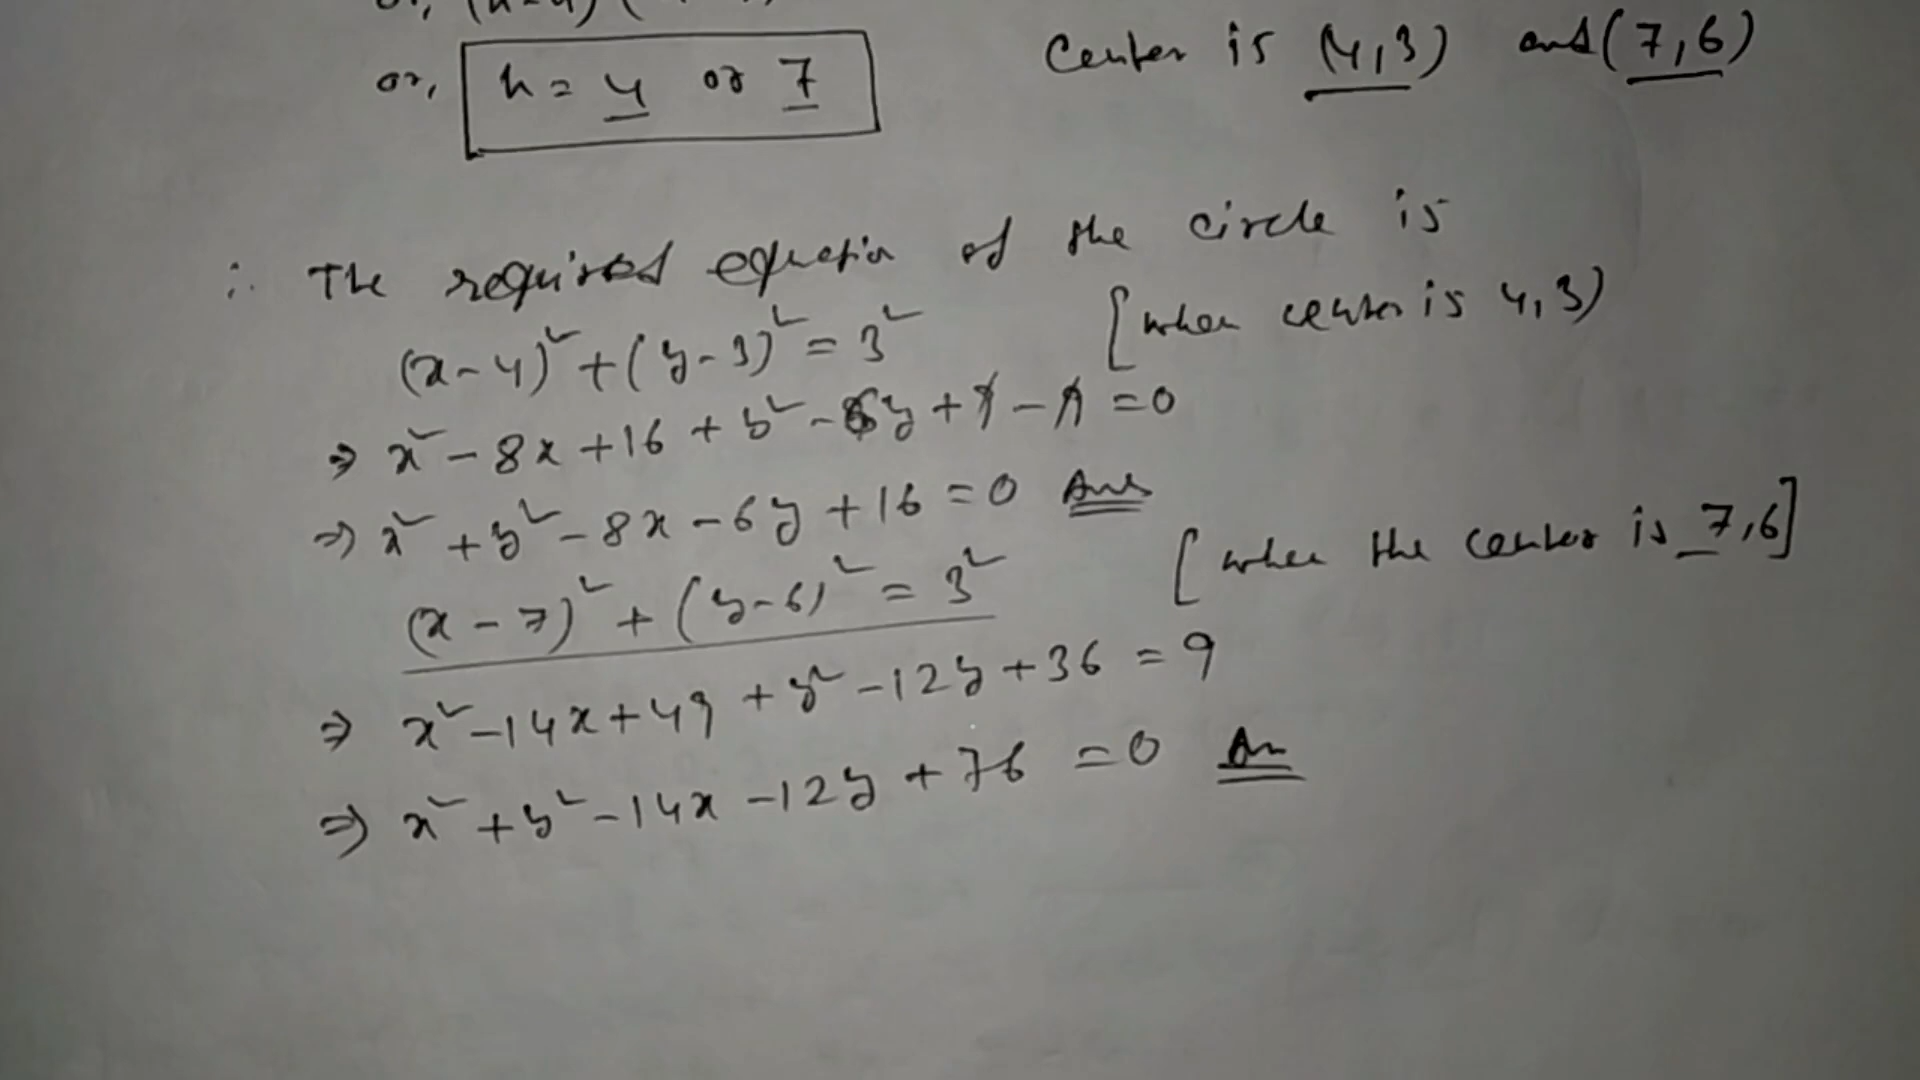 or,
or, h = 4 or 7
Center is (4,3) and (7,6)
∴ The required equation of the circle is
(x-4)² + (y-3)² = 3² [when center is 4,3)
⇒ x² - 8x + 16 + y² - 6y + 9 - 9 = 0
⇒ x² + y² - 8x - 6y + 16 = 0 Ans
(x-7)² + (y-6)² = 3² [when the center is 7,6]
⇒ x² - 14x + 49 + y² - 12y + 36 = 9
⇒ x² + y² - 14x - 12y + 76 = 0 An